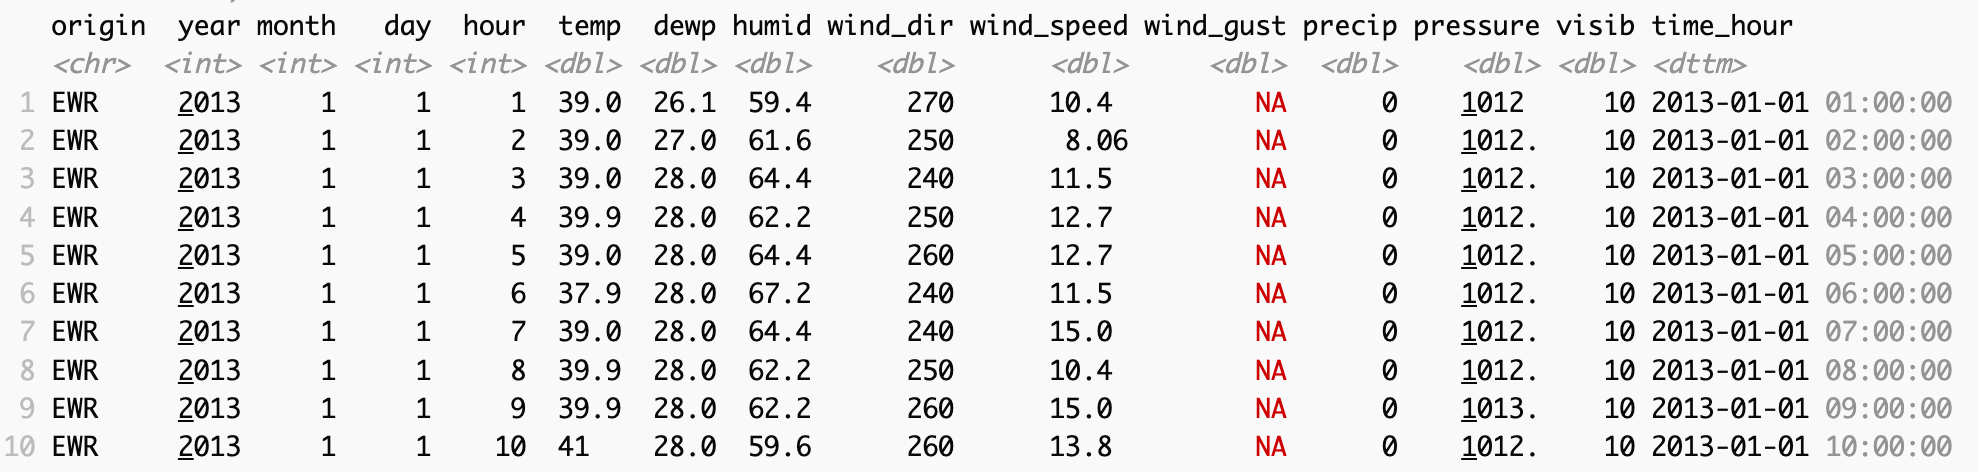 origin year month day hour temp dewp humid wind_dir wind_speed wind_gust precip pressure visib time_hour
<chr> <int> <int> <int> <int> <dbl> <dbl> <dbl> <dbl> <dbl> <dbl> <dbl> <dbl> <dbl> <dttm>
1 EWR 2013 1 1 1 39.0 26.1 59.4 270 10.4 NA 0 1012 10 2013-01-01 01:00:00
2 EWR 2013 1 1 2 39.0 27.0 61.6 250 8.06 NA 0 1012. 10 2013-01-01 02:00:00
3 EWR 2013 1 1 3 39.0 28.0 64.4 240 11.5 NA 0 1012. 10 2013-01-01 03:00:00
4 EWR 2013 1 1 4 39.9 28.0 62.2 250 12.7 NA 0 1012. 10 2013-01-01 04:00:00
5 EWR 2013 1 1 5 39.0 28.0 64.4 260 12.7 NA 0 1012. 10 2013-01-01 05:00:00
6 EWR 2013 1 1 6 37.9 28.0 67.2 240 11.5 NA 0 1012. 10 2013-01-01 06:00:00
7 EWR 2013 1 1 7 39.0 28.0 64.4 240 15.0 NA 0 1012. 10 2013-01-01 07:00:00
8 EWR 2013 1 1 8 39.9 28.0 62.2 250 10.4 NA 0 1012. 10 2013-01-01 08:00:00
9 EWR 2013 1 1 9 39.9 28.0 62.2 260 15.0 NA 0 1013. 10 2013-01-01 09:00:00
10 EWR 2013 1 1 10 41 28.0 59.6 260 13.8 NA 0 1012. 10 2013-01-01 10:00:00